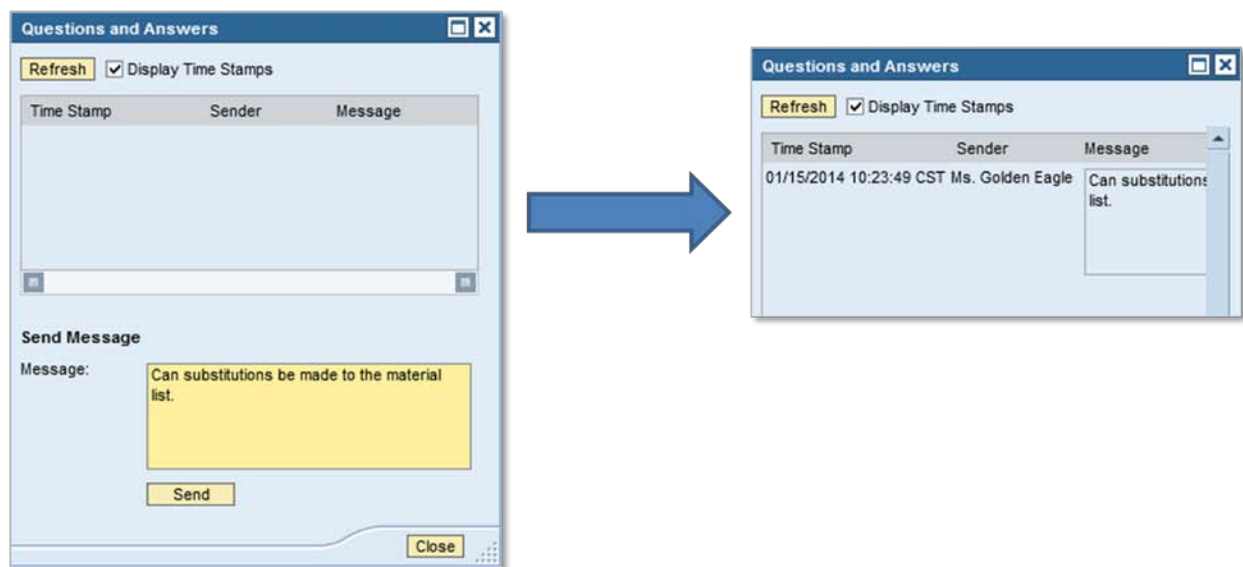 Questions and Answers
Refresh Display Time Stamps
Time Stamp Sender Message
Send Message
Message:
Can substitutions be made to the material
list.
Send
Close
Questions and Answers
Refresh Display Time Stamps
Time Stamp Sender Message
01/15/2014 10:23:49 CST Ms. Golden Eagle Can substitutions
list.